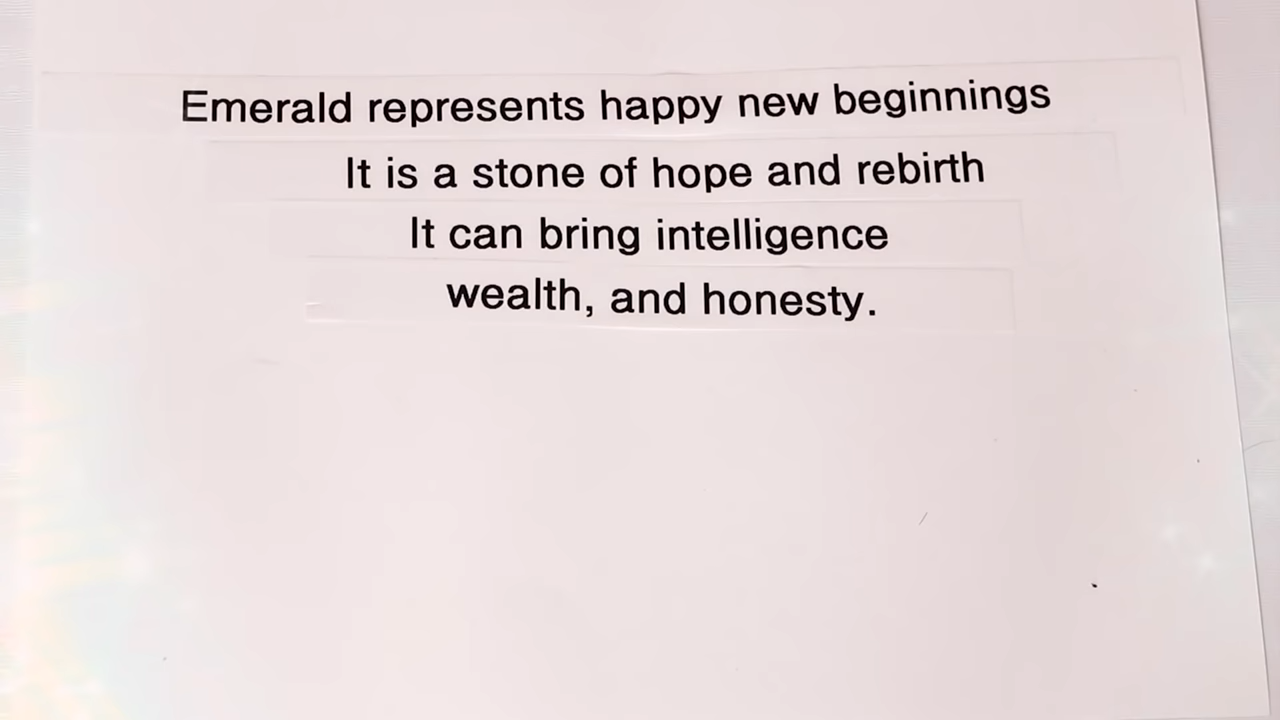 Emerald represents happy new beginnings
It is a stone of hope and rebirth
It can bring intelligence
wealth, and honesty.